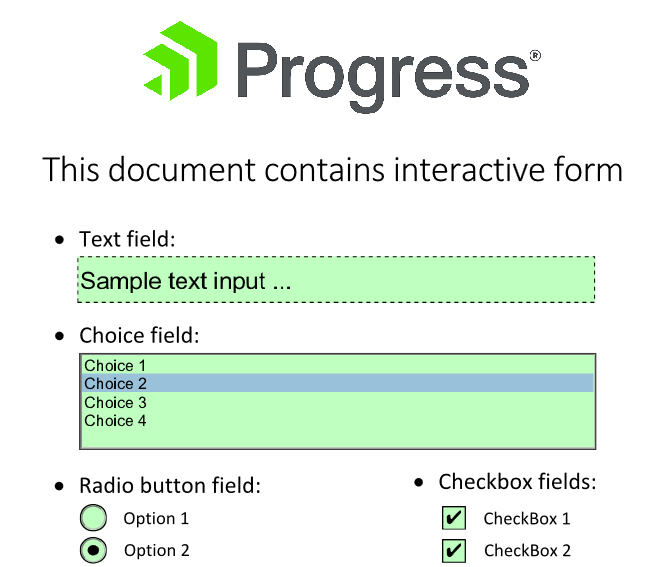 Progress®
This document contains interactive form
• Text field:
Sample text input ...
• Choice field:
Choice 1
Choice 2
Choice 3
Choice 4
• Radio button field:
Option 1
Option 2
• Checkbox fields:
CheckBox 1
CheckBox 2